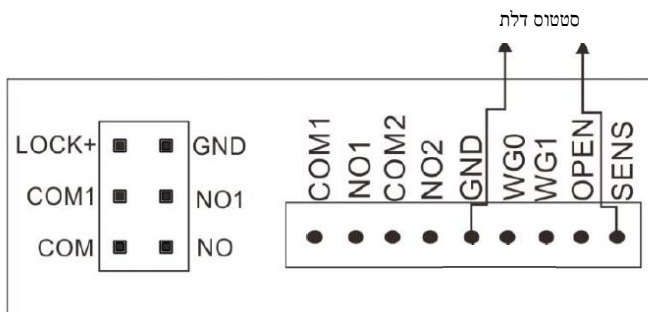 סטטוס דלת
LOCK+ GND
COM1 NO1
COM NO
COM1
NO1
COM2
NO2
GND
WG0
WG1
OPEN
SENS